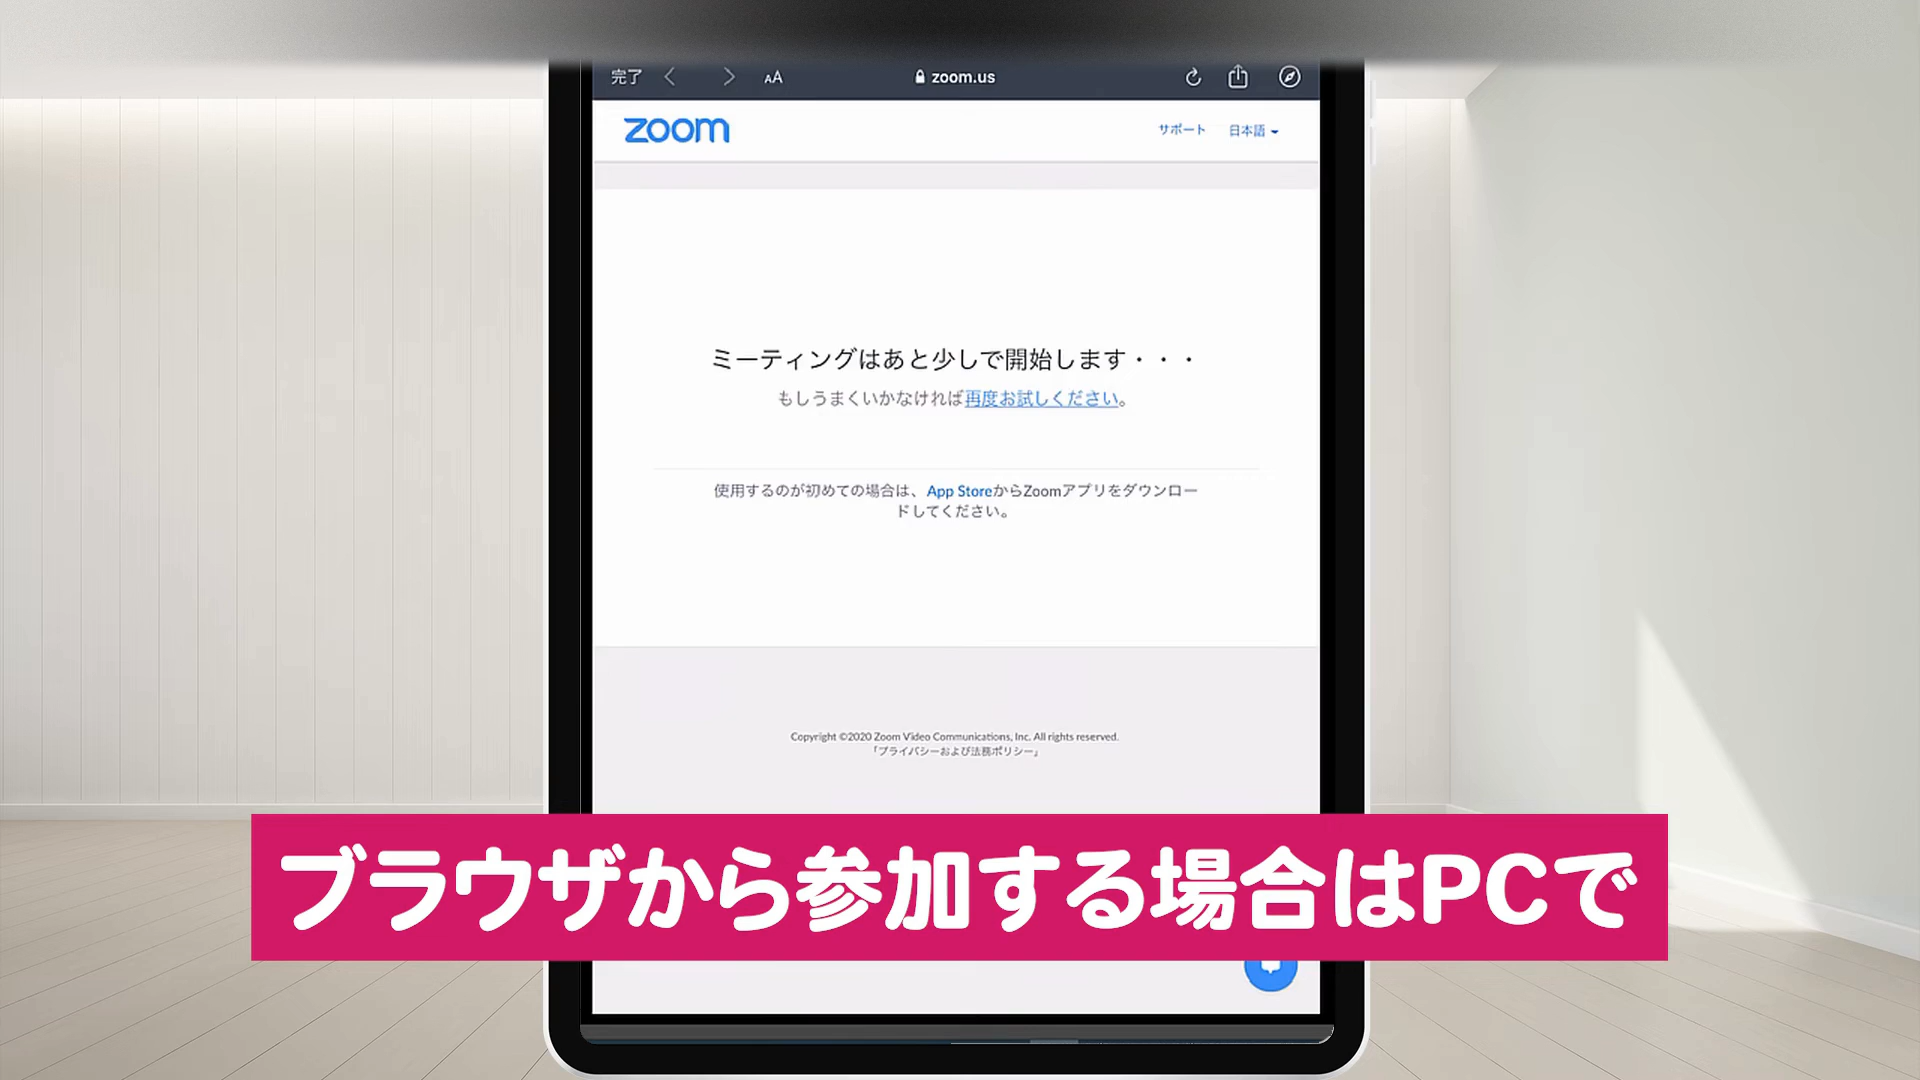 完了 AA zoom.us
zoom サポート 日本語
ミーティングはあと少しで開始します・・・
もしうまくいかなければ再度お試しください。
使用するのが初めての場合は、App StoreからZoomアプリをダウンロー
ドしてください。
Copyright ©2020 Zoom Video Communications, Inc. All rights reserved.
「プライバシーおよび法務ポリシー」
ブラウザから参加する場合はPCで